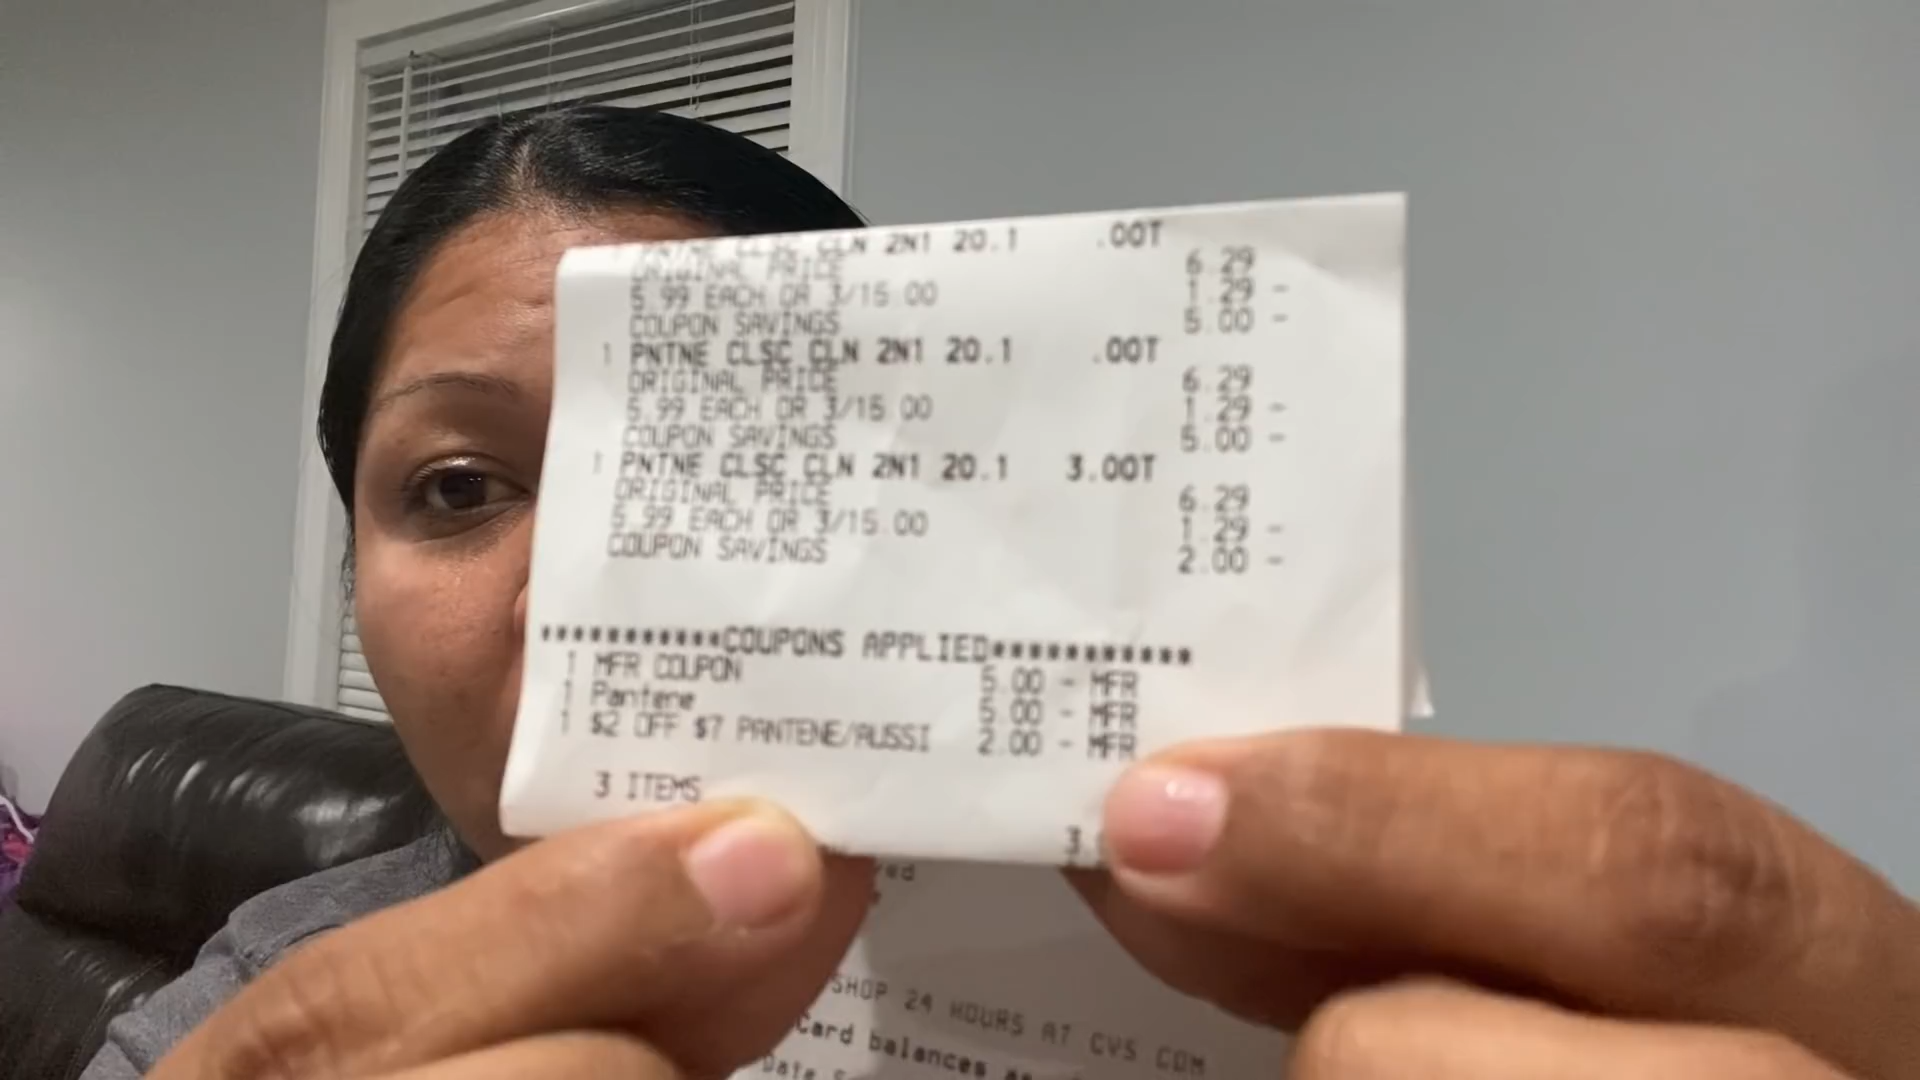 CLSC CLN 2N1 20.1 .00T
ORIGINAL PRICE 6.29
5.99 EACH OR 3/15.00 1.29 -
COUPON SAVINGS 5.00 -
1 PNTNE CLSC CLN 2N1 20.1 .00T
ORIGINAL PRICE 6.29
5.99 EACH OR 3/15.00 1.29 -
COUPON SAVINGS 5.00 -
1 PNTNE CLSC CLN 2N1 20.1 3.00T
ORIGINAL PRICE 6.29
5.99 EACH OR 3/15.00 1.29 -
COUPON SAVINGS 2.00 -
***********COUPONS APPLIED***********
1 MFR COUPON 5.00 - MFR
1 Pantene 5.00 - MFR
1 $2 OFF $7 PANTENE/AUSSI 2.00 - MFR
3 ITEMS
3.
SHOP 24 HOURS AT CVS COM
Card balances
Date